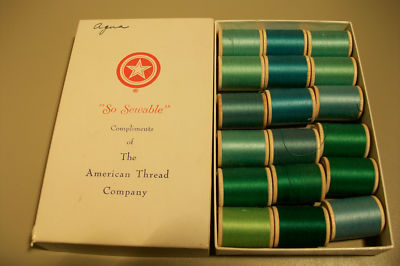 Aqua
"So Sewable"
Compliments
of
The
American Thread
Company